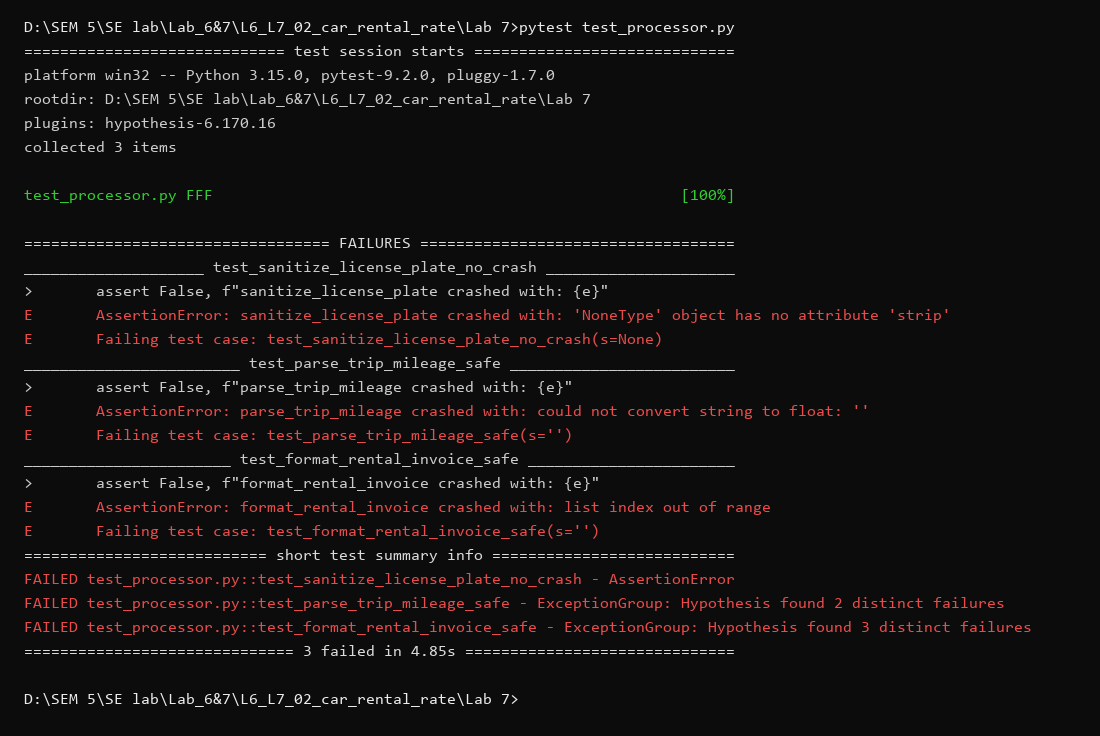 D:\SEM 5\SE lab\Lab_6&7\L6_L7_02_car_rental_rate\Lab 7>pytest test_processor.py
============================= test session starts =============================
platform win32 -- Python 3.15.0, pytest-9.2.0, pluggy-1.7.0
rootdir: D:\SEM 5\SE lab\Lab_6&7\L6_L7_02_car_rental_rate\Lab 7
plugins: hypothesis-6.170.16
collected 3 items
test_processor.py FFF                                                    [100%]
================================== FAILURES ===================================
____________________ test_sanitize_license_plate_no_crash _____________________
>       assert False, f"sanitize_license_plate crashed with: {e}"
E       AssertionError: sanitize_license_plate crashed with: 'NoneType' object has no attribute 'strip'
E       Failing test case: test_sanitize_license_plate_no_crash(s=None)
________________________ test_parse_trip_mileage_safe _________________________
>       assert False, f"parse_trip_mileage crashed with: {e}"
E       AssertionError: parse_trip_mileage crashed with: could not convert string to float: ''
E       Failing test case: test_parse_trip_mileage_safe(s='')
_______________________ test_format_rental_invoice_safe _______________________
>       assert False, f"format_rental_invoice crashed with: {e}"
E       AssertionError: format_rental_invoice crashed with: list index out of range
E       Failing test case: test_format_rental_invoice_safe(s='')
=========================== short test summary info ===========================
FAILED test_processor.py::test_sanitize_license_plate_no_crash - AssertionError
FAILED test_processor.py::test_parse_trip_mileage_safe - ExceptionGroup: Hypothesis found 2 distinct failures
FAILED test_processor.py::test_format_rental_invoice_safe - ExceptionGroup: Hypothesis found 3 distinct failures
============================== 3 failed in 4.85s ==============================
D:\SEM 5\SE lab\Lab_6&7\L6_L7_02_car_rental_rate\Lab 7>